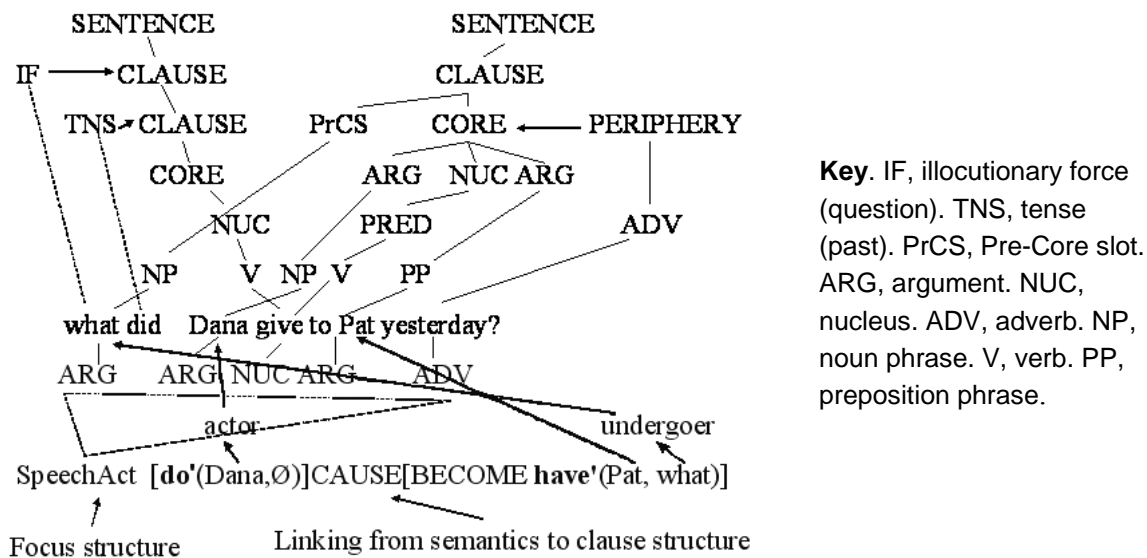 SENTENCE SENTENCE
IF CLAUSE CLAUSE
TNS CLAUSE PrCS CORE PERIPHERY
CORE ARG NUC ARG
NUC PRED ADV
NP V NP V PP
what did Dana give to Pat yesterday?
ARG ARG NUC ARG ADV
actor undergoer
SpeechAct [do'(Dana,Ø)]CAUSE[BECOME have'(Pat, what)]
Focus structure Linking from semantics to clause structure
Key. IF, illocutionary force
(question). TNS, tense
(past). PrCS, Pre-Core slot.
ARG, argument. NUC,
nucleus. ADV, adverb. NP,
noun phrase. V, verb. PP,
preposition phrase.